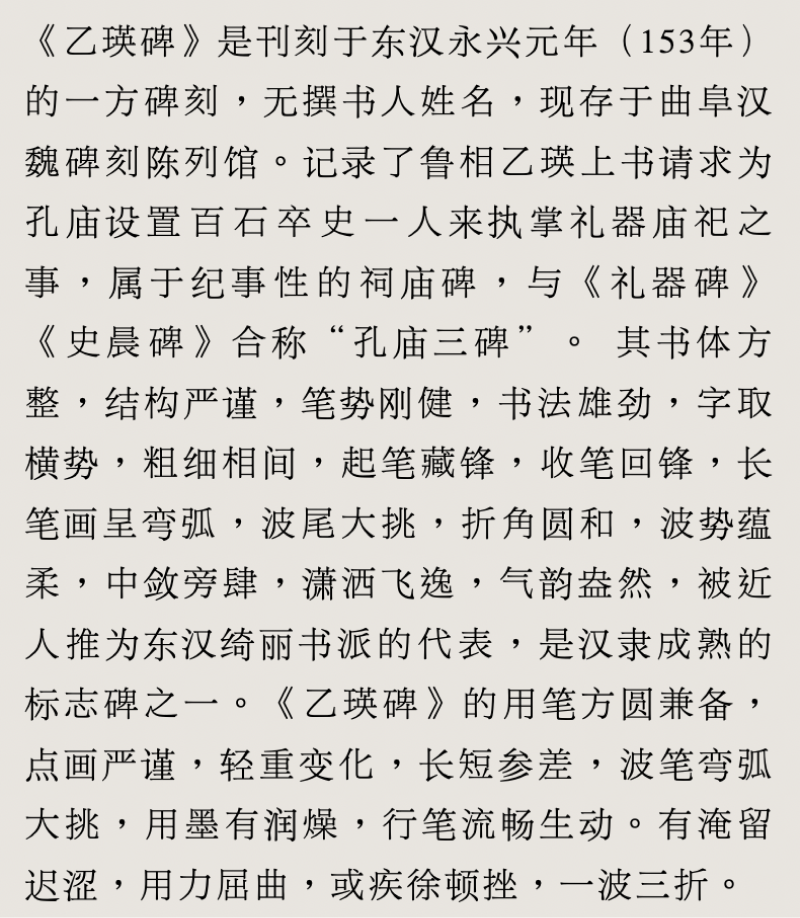 《乙瑛碑》是刊刻于东汉永兴元年（153年）
的一方碑刻，无撰书人姓名，现存于曲阜汉
魏碑刻陈列馆。记录了鲁相乙瑛上书请求为
孔庙设置百石卒史一人来执掌礼器庙祀之
事，属于纪事性的祠庙碑，与《礼器碑》
《史晨碑》合称“孔庙三碑”。 其书体方
整，结构严谨，笔势刚健，书法雄劲，字取
横势，粗细相间，起笔藏锋，收笔回锋，长
笔画呈弯弧，波尾大挑，折角圆和，波势蕴
柔，中敛旁肆，潇洒飞逸，气韵盎然，被近
人推为东汉绮丽书派的代表，是汉隶成熟的
标志碑之一。《乙瑛碑》的用笔方圆兼备，
点画严谨，轻重变化，长短参差，波笔弯弧
大挑，用墨有润燥，行笔流畅生动。有淹留
迟涩，用力屈曲，或疾徐顿挫，一波三折。